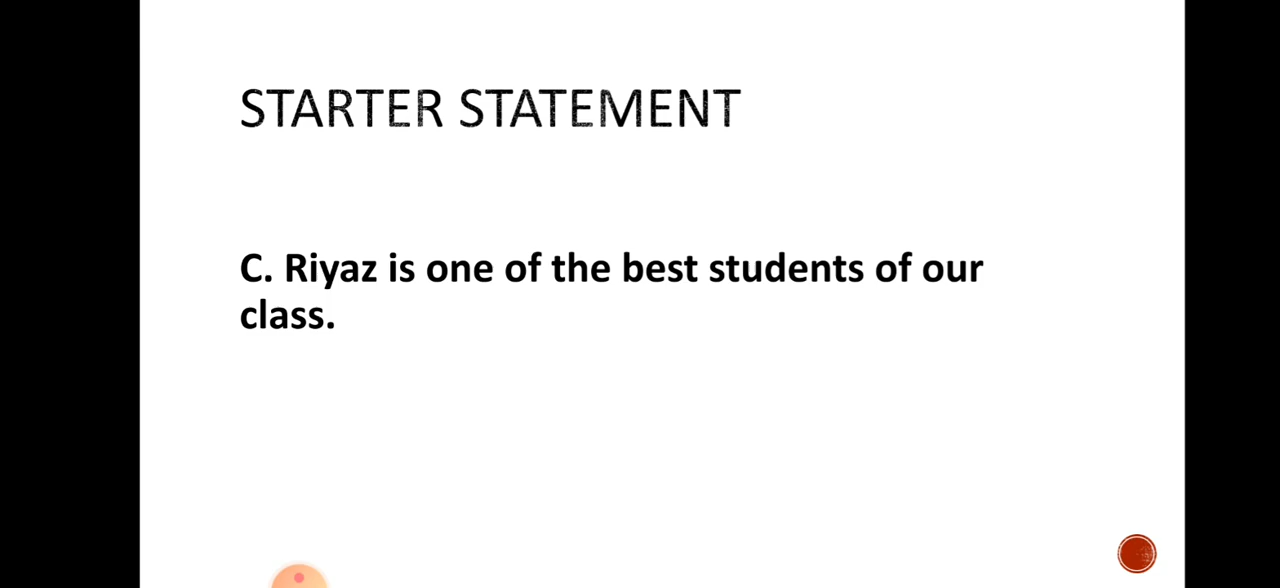 STARTER STATEMENT
C. Riyaz is one of the best students of our
class.